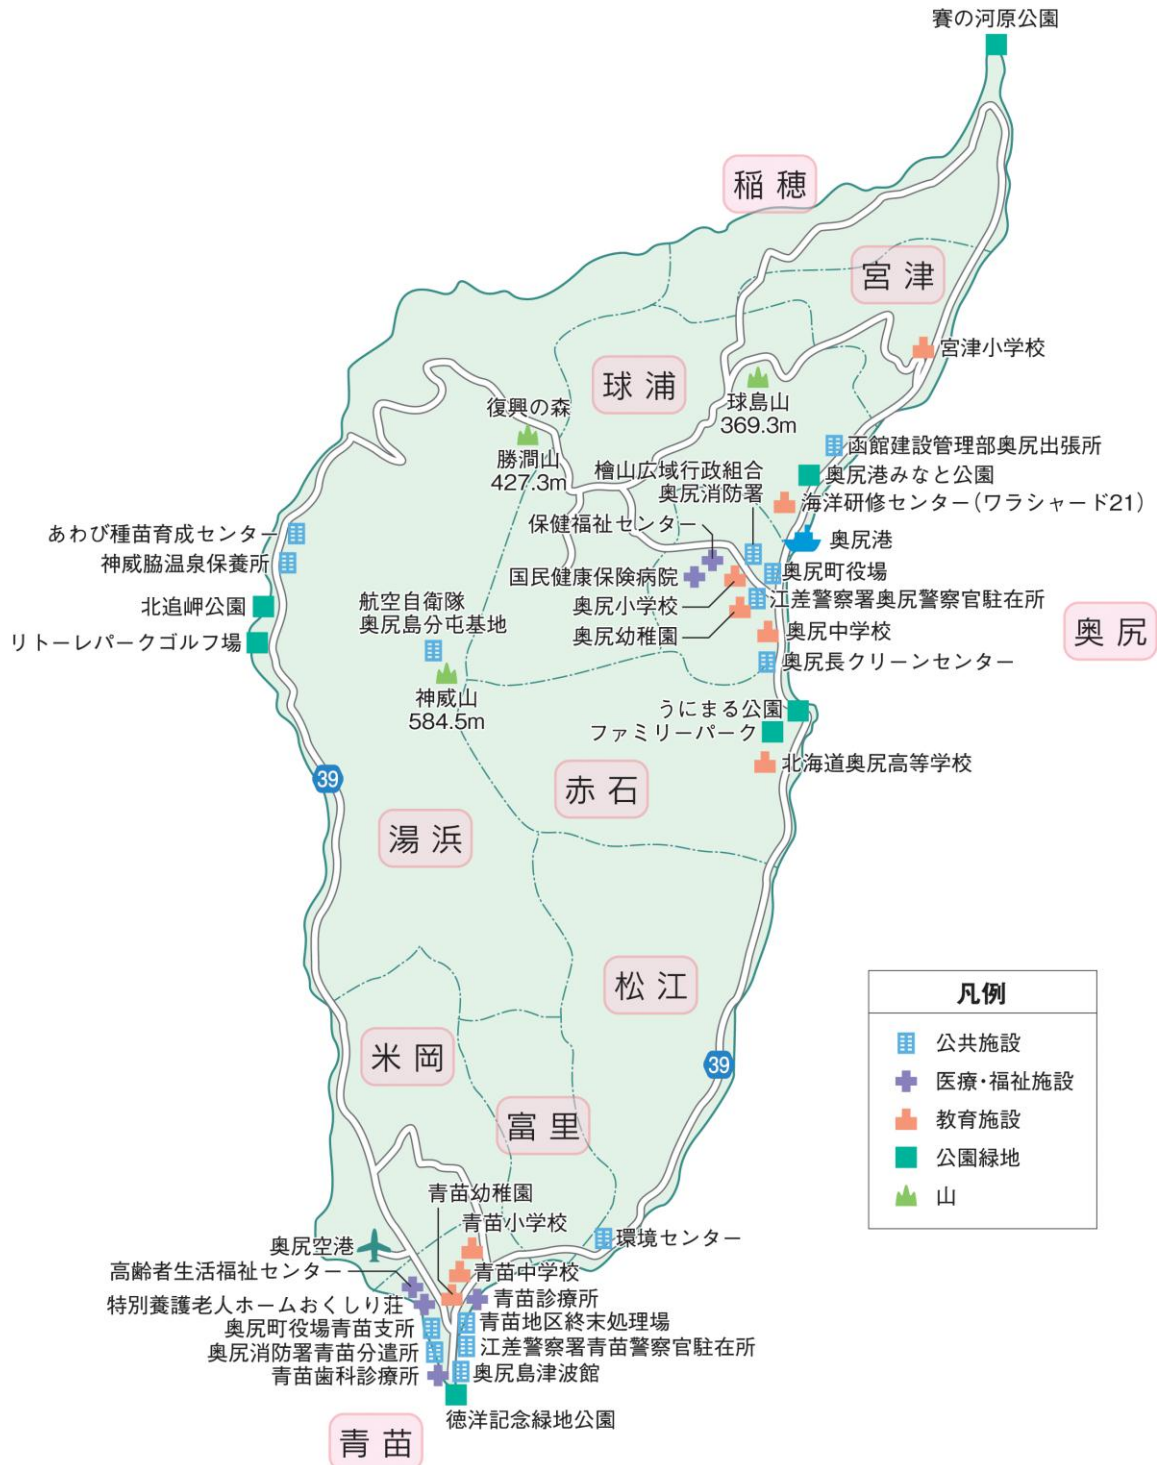 賽の河原公園
稲穂
宮津
宮津小学校
球浦
球島山
369.3m
復興の森
勝澗山
427.3m
函館建設管理部奥尻出張所
奥尻港みなと公園
檜山広域行政組合
奥尻消防署
海洋研修センター(ワラシャード21)
保健福祉センター
奥尻港
あわび種苗育成センター
神威脇温泉保養所
国民健康保険病院
奥尻町役場
奥尻小学校
江差警察署奥尻警察官駐在所
北追岬公園
航空自衛隊
奥尻島分屯基地
奥尻幼稚園
奥尻中学校
奥尻
リトーレパークゴルフ場
奥尻長クリーンセンター
神威山
584.5m
うにまる公園
ファミリーパーク
北海道奥尻高等学校
39
赤石
湯浜
松江
凡例
公共施設
医療・福祉施設
教育施設
公園緑地
山
米岡
39
富里
青苗幼稚園
青苗小学校
環境センター
奥尻空港
高齢者生活福祉センター
青苗中学校
特別養護老人ホームおくしり荘
青苗診療所
奥尻町役場青苗支所
青苗地区終末処理場
奥尻消防署青苗分遣所
江差警察署青苗警察官駐在所
青苗歯科診療所
奥尻島津波館
徳洋記念緑地公園
青苗